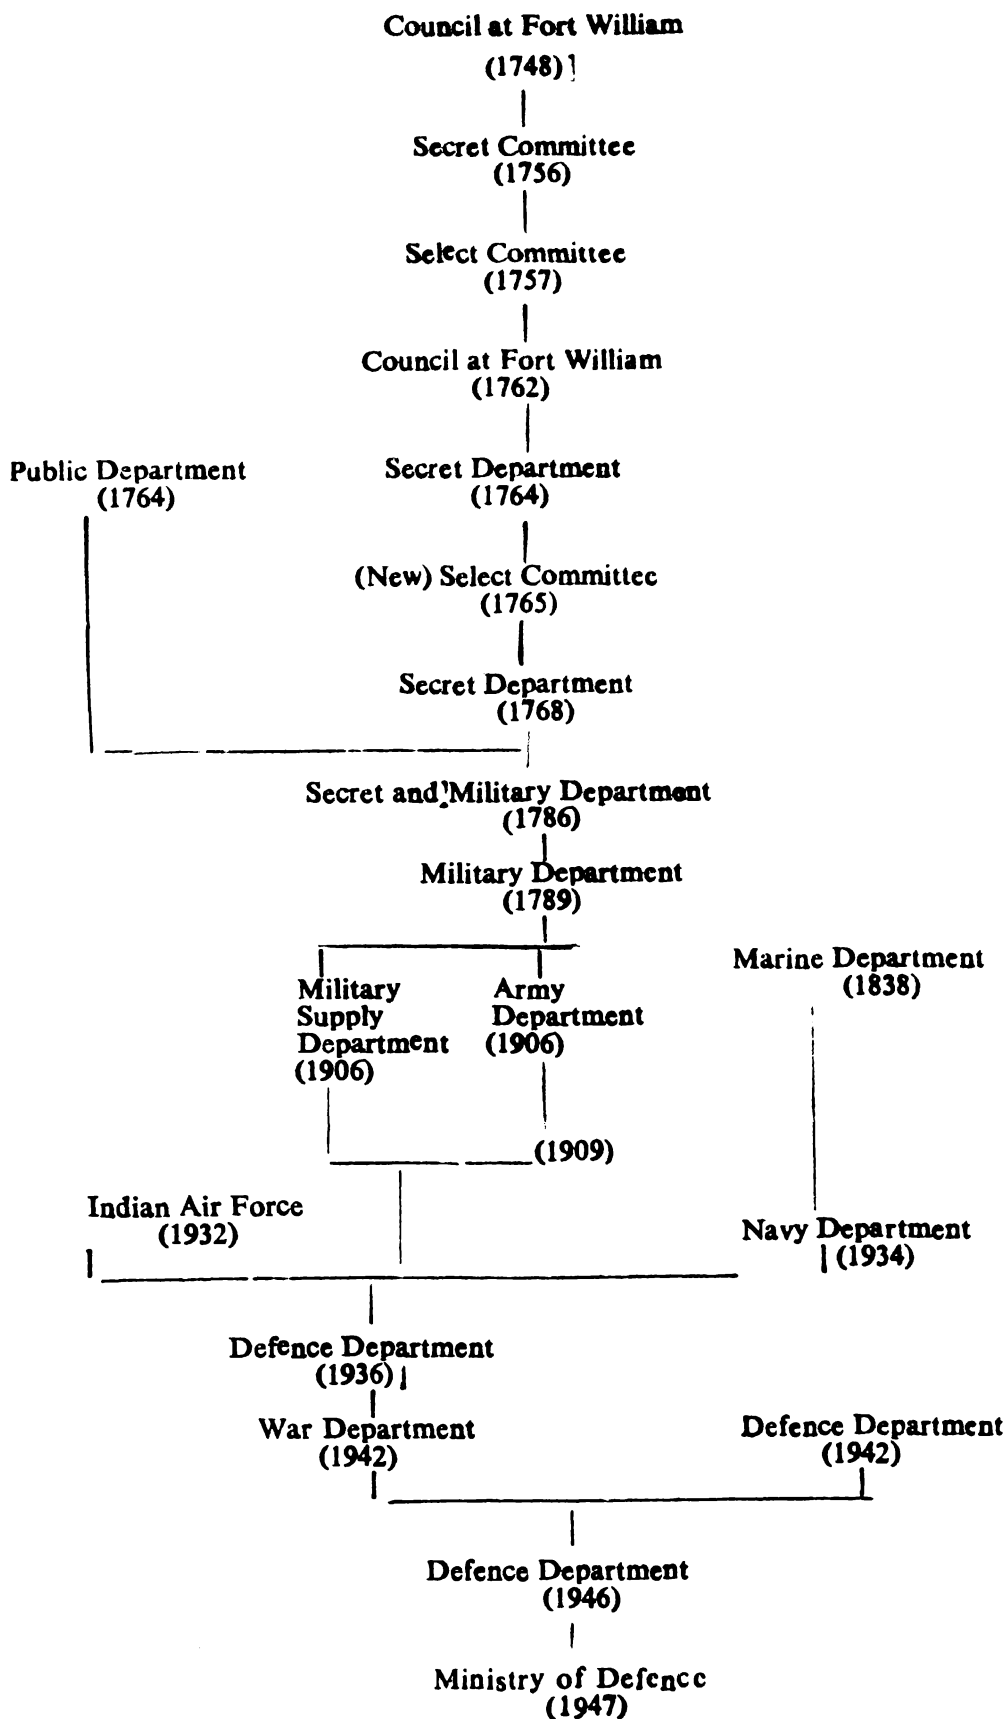 Council at Fort William
(1748)
Secret Committee
(1756)
Select Committee
(1757)
Council at Fort William
(1762)
Public Department
(1764)
Secret Department
(1764)
(New) Select Committee
(1765)
Secret Department
(1768)
Secret and Military Department
(1786)
Military Department
(1789)
Military
Supply
Department
(1906)
Army
Department
(1906)
Marine Department
(1838)
(1909)
Indian Air Force
(1932)
Navy Department
(1934)
Defence Department
(1936)
War Department
(1942)
Defence Department
(1942)
Defence Department
(1946)
Ministry of Defence
(1947)